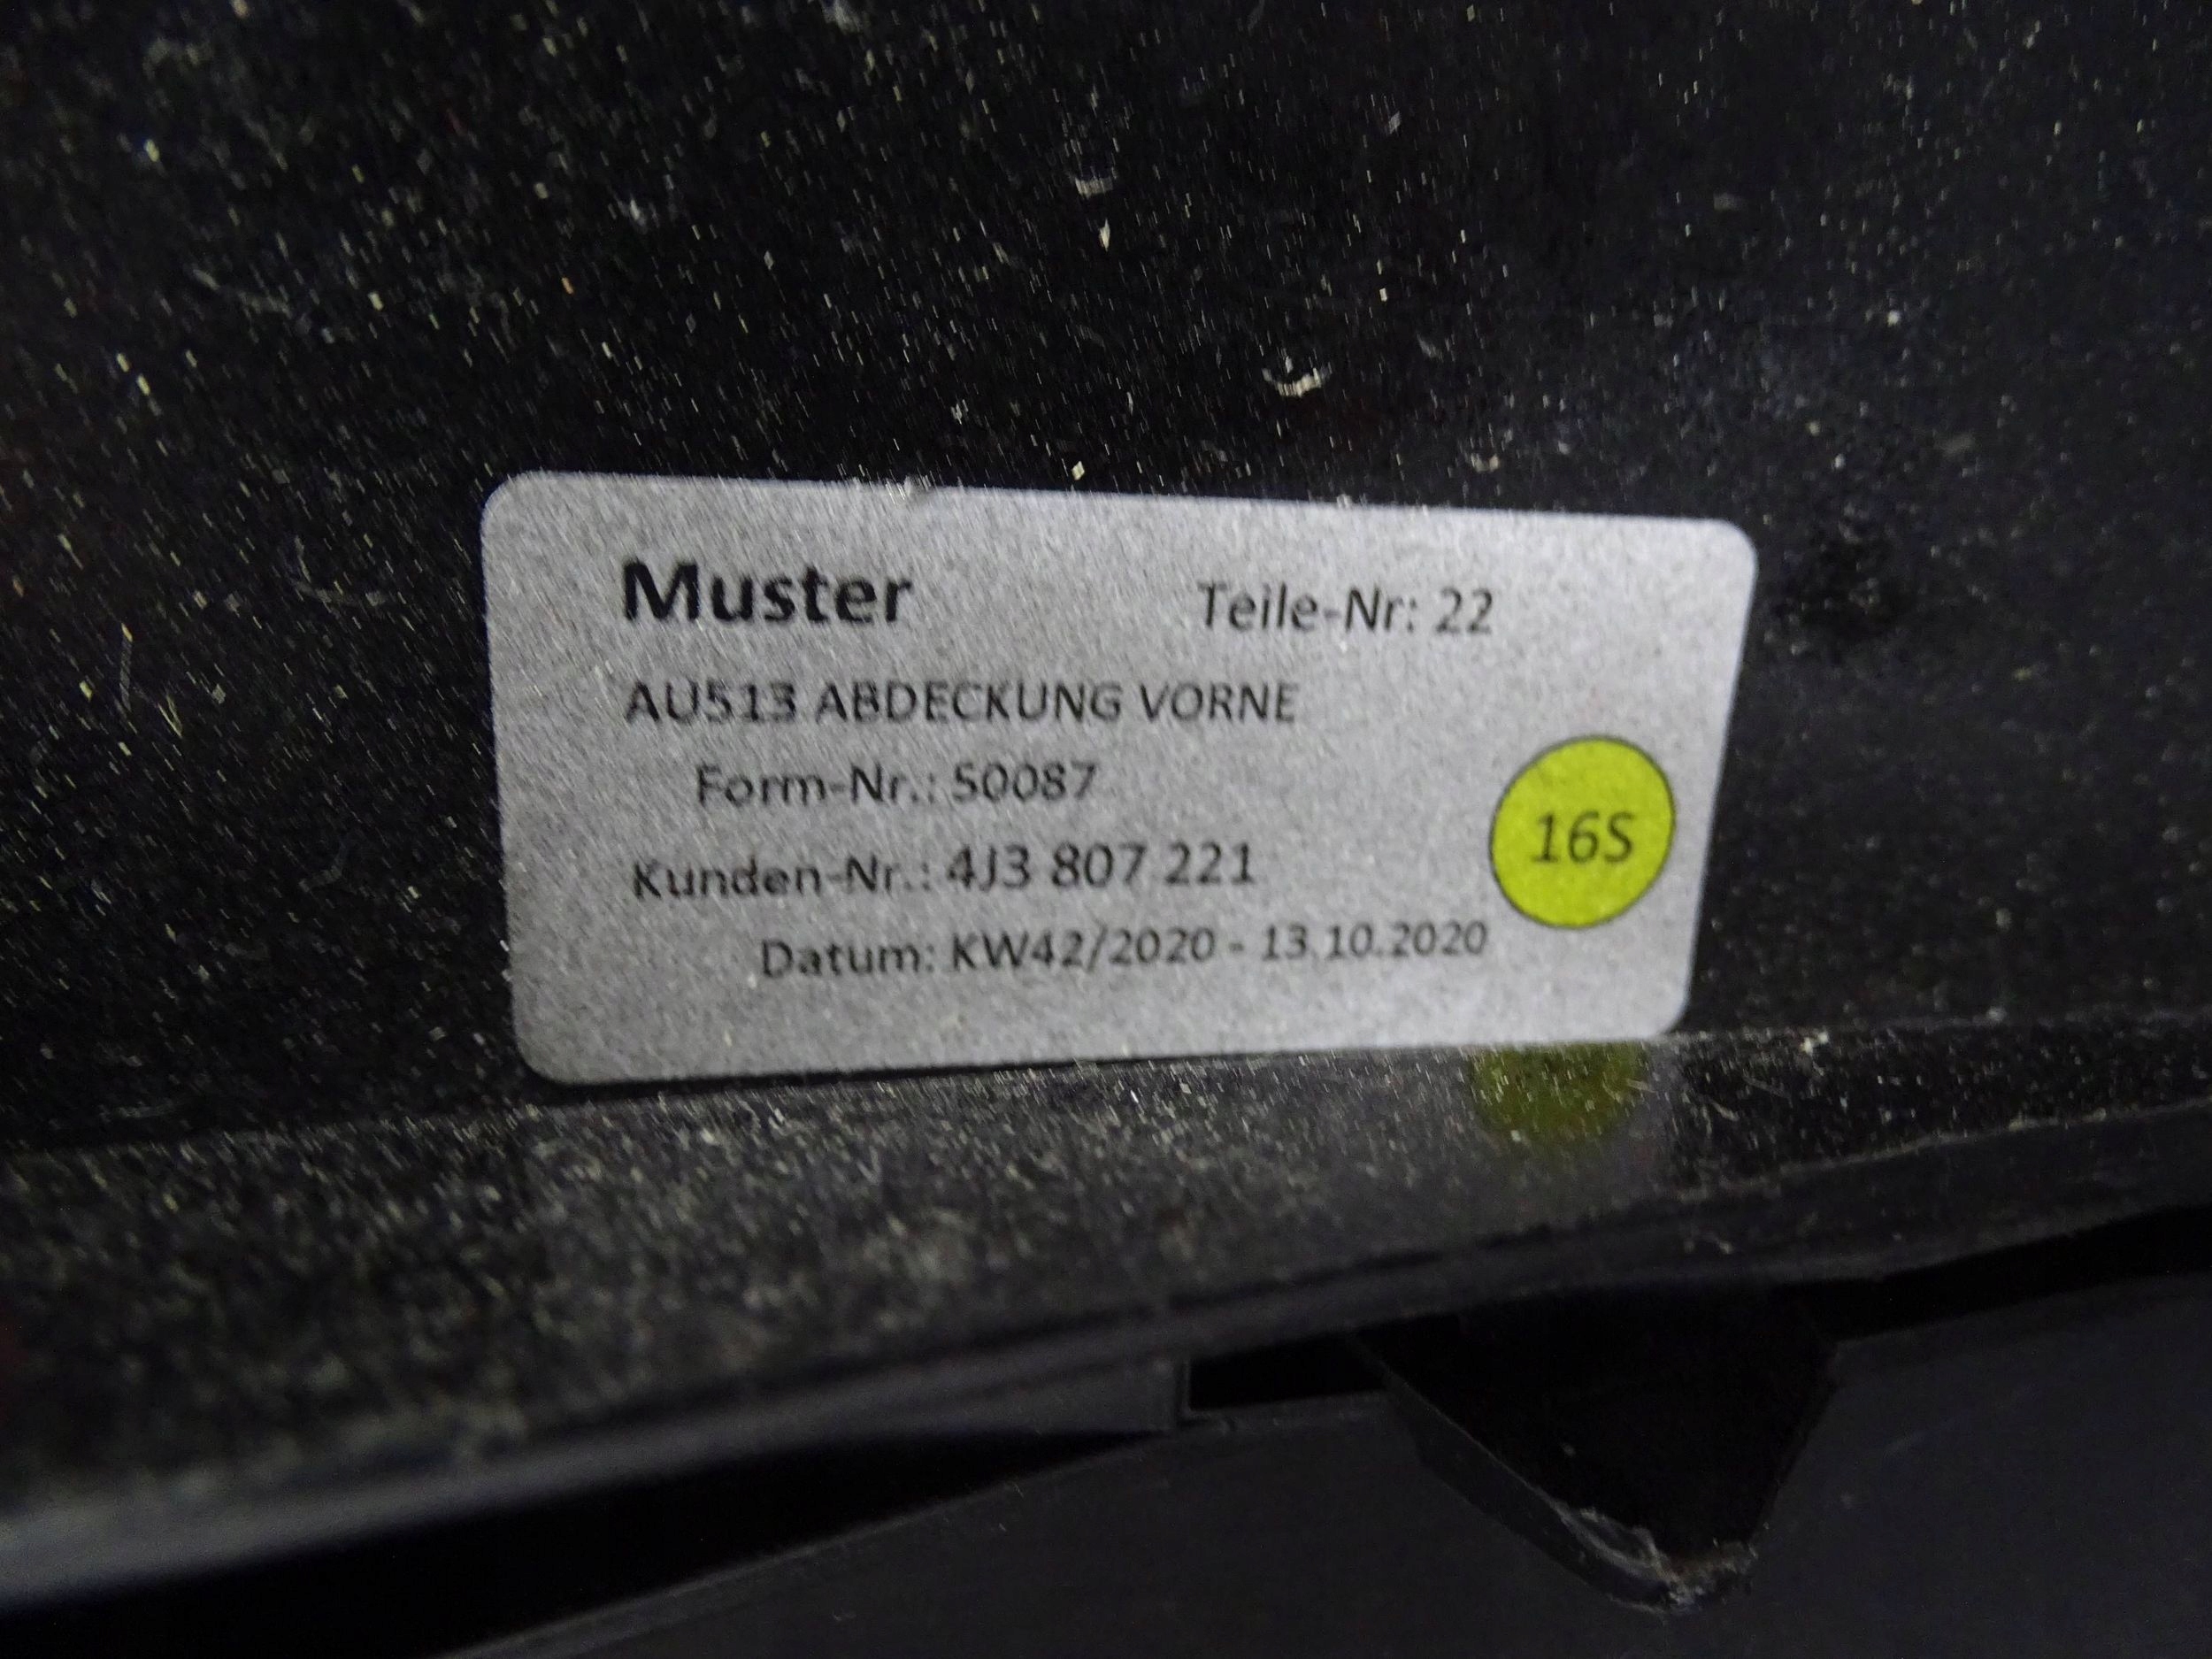 Muster Teile-Nr: 22
AU513 ABDECKUNG VORNE
Form-Nr.: 50087
16S
Kunden-Nr.: 4J3 807 221
Datum: KW42/2020 - 13.10.2020